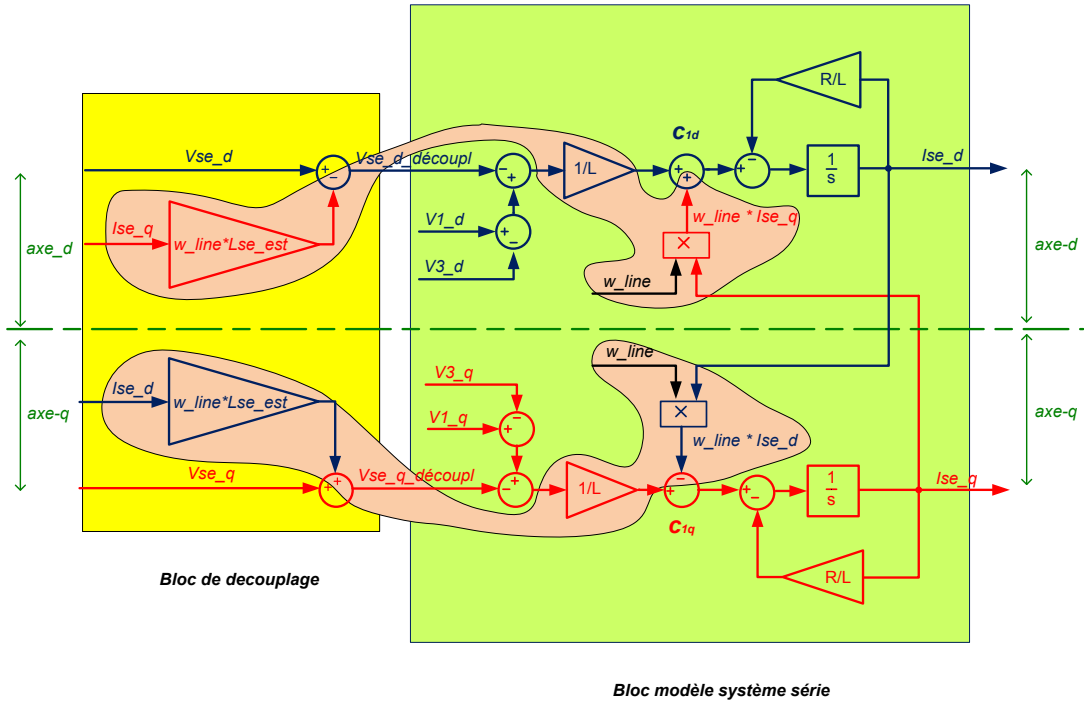 R/L
C1d
Vse_d
+
−
Vse_d_découpl
−
+
1/L
+
+
+
−
1
s
Ise_d
Ise_q
w_line*Lse_est
V1_d
+
−
V3_d
w_line * Ise_q
×
w_line
axe_d
axe-d
w_line
V3_q
Ise_d
w_line*Lse_est
×
axe-q
axe-q
V1_q
+
−
w_line * Ise_d
Vse_q
+
+
Vse_q_découpl
−
+
1/L
+
−
C1q
+
−
1
s
Ise_q
R/L
Bloc de decouplage
Bloc modèle système série